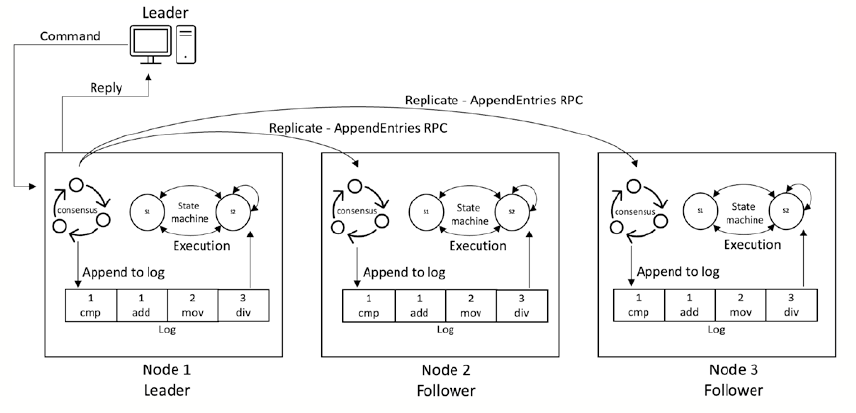 Leader
Command
Reply
Replicate - AppendEntries RPC
Replicate - AppendEntries RPC
consensus
S1
State
machine
S2
Execution
Append to log
1
cmp
1
add
2
mov
3
div
Log
Node 1
Leader
consensus
S1
State
machine
S2
Execution
Append to log
1
cmp
1
add
2
mov
3
div
Log
Node 2
Follower
consensus
S1
State
machine
S2
Execution
Append to log
1
cmp
1
add
2
mov
3
div
Log
Node 3
Follower